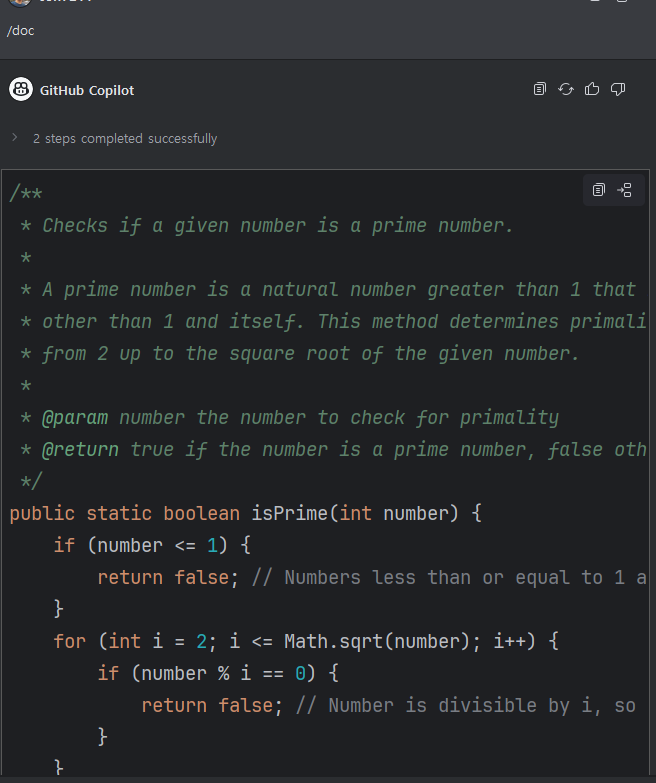 /doc
GitHub Copilot
2 steps completed successfully
/**
* Checks if a given number is a prime number.
*
* A prime number is a natural number greater than 1 that
* other than 1 and itself. This method determines primali
* from 2 up to the square root of the given number.
*
* @param number the number to check for primality
* @return true if the number is a prime number, false oth
*/
public static boolean isPrime(int number) {
    if (number <= 1) {
        return false; // Numbers less than or equal to 1 a
    }
    for (int i = 2; i <= Math.sqrt(number); i++) {
        if (number % i == 0) {
            return false; // Number is divisible by i, so
        }
    }